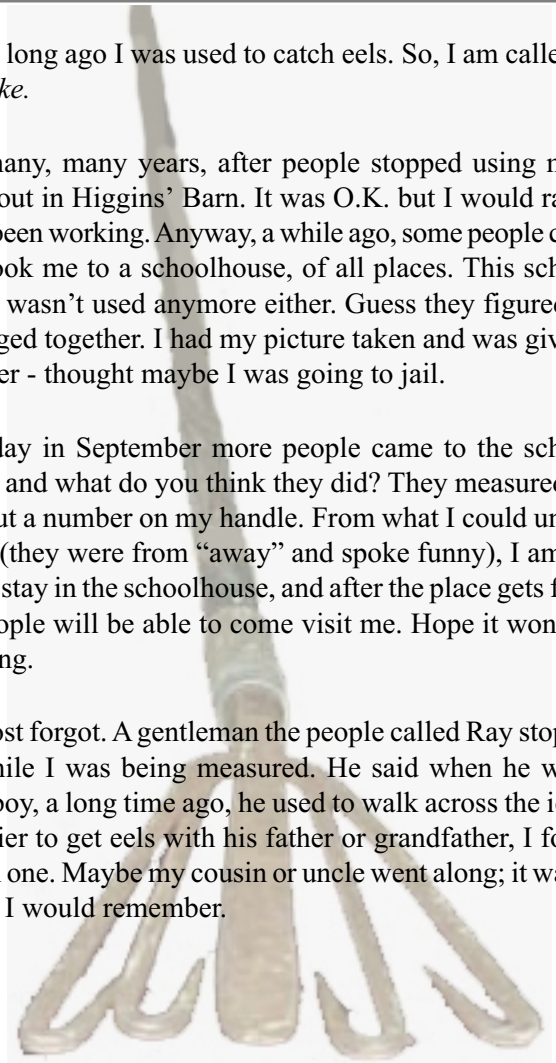 long ago I was used to catch eels. So, I am calle
ke.
many, many years, after people stopped using m
out in Higgins’ Barn. It was O.K. but I would ra
been working. Anyway, a while ago, some people c
ook me to a schoolhouse, of all places. This sch
wasn’t used anymore either. Guess they figured
ged together. I had my picture taken and was giv
er - thought maybe I was going to jail.
day in September more people came to the sch
and what do you think they did? They measured
ut a number on my handle. From what I could un
(they were from “away” and spoke funny), I am
stay in the schoolhouse, and after the place gets f
ople will be able to come visit me. Hope it won
ng.
ost forgot. A gentleman the people called Ray stop
hile I was being measured. He said when he w
boy, a long time ago, he used to walk across the i
ier to get eels with his father or grandfather, I fo
one. Maybe my cousin or uncle went along; it wa
I would remember.